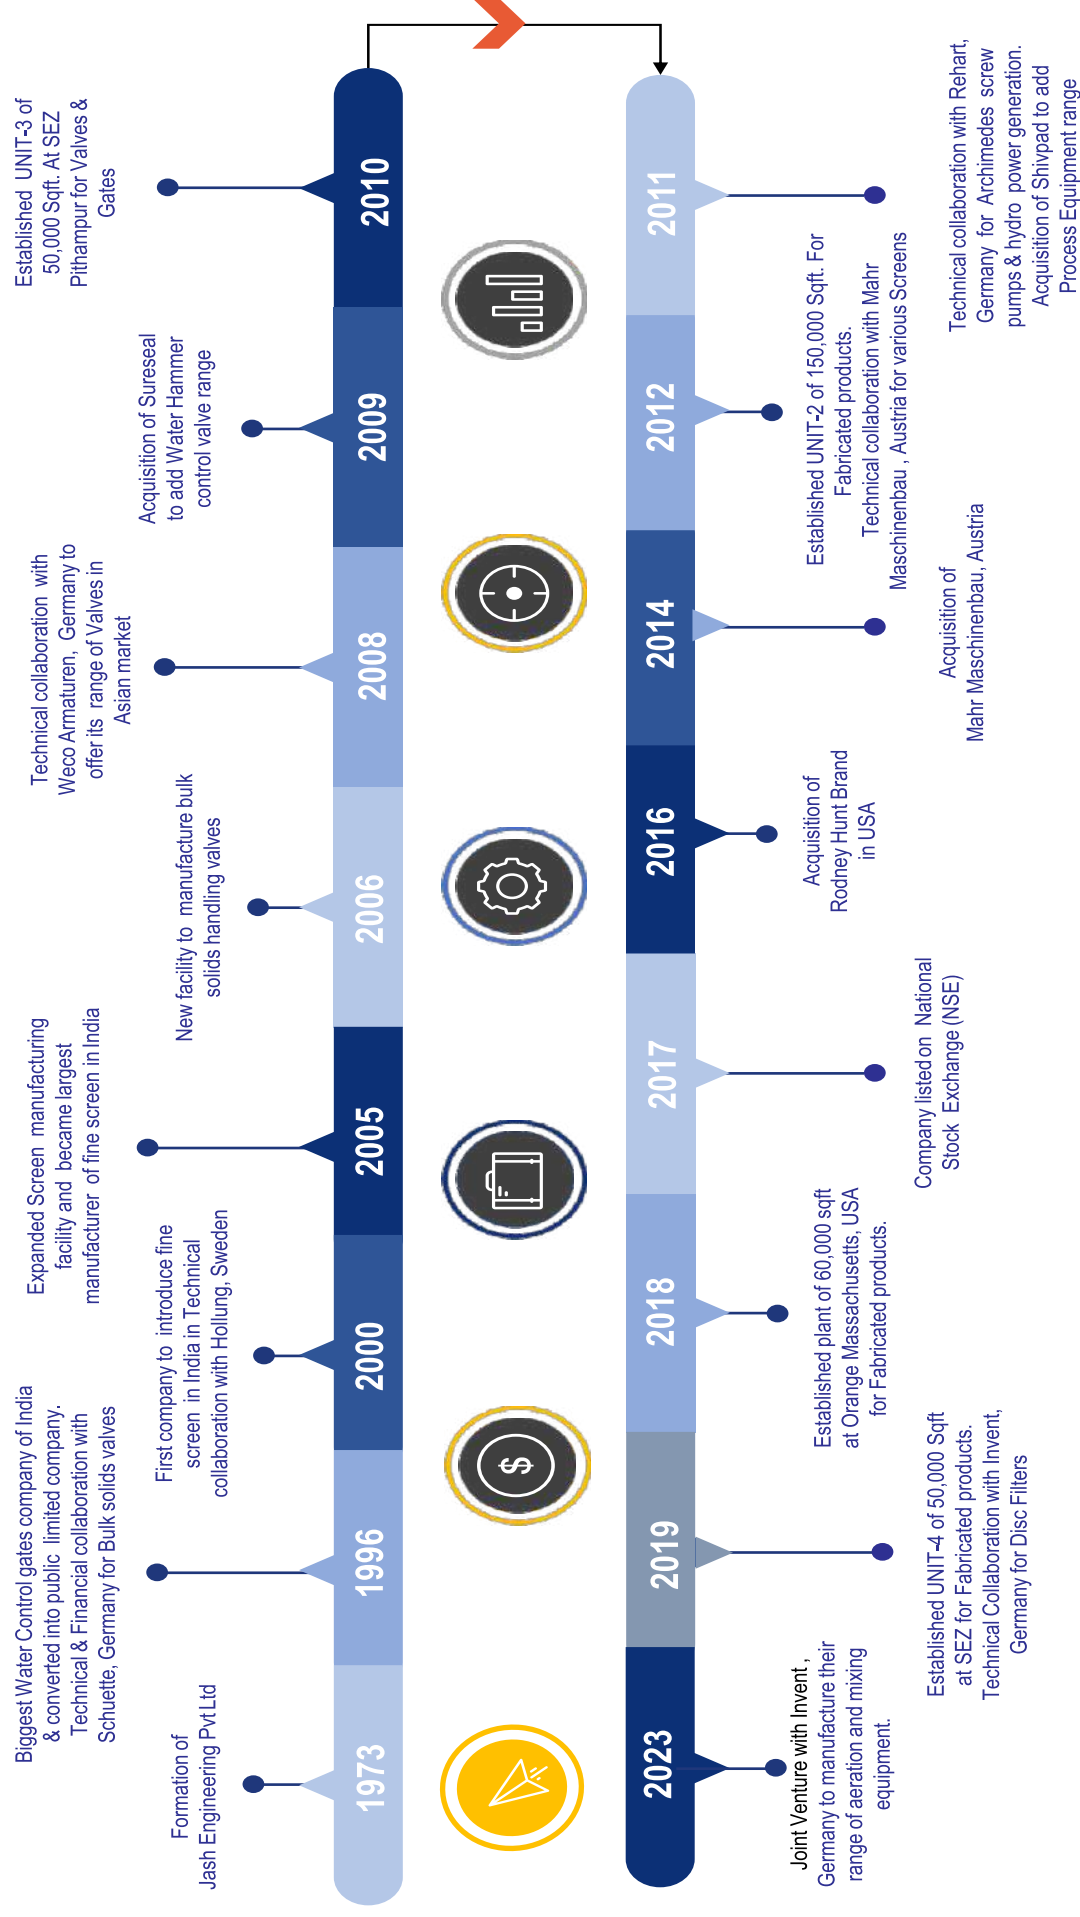 1973
Formation of
Jash Engineering Pvt Ltd
1996
Biggest Water Control gates company of India
& converted into public limited company.
Technical & Financial collaboration with
Schuette, Germany for Bulk solids valves
2000
First company to introduce fine
screen in India in Technical
collaboration with Hollung, Sweden
2005
Expanded Screen manufacturing
facility and became largest
manufacturer of fine screen in India
2006
New facility to manufacture bulk
solids handling valves
2008
Technical collaboration with
Weco Armaturen, Germany to
offer its range of Valves in
Asian market
2009
Acquisition of Sureseal
to add Water Hammer
control valve range
2010
Established UNIT-3 of
50,000 Sqft. At SEZ
Pithampur for Valves &
Gates
2011
Technical collaboration with Rehart,
Germany for Archimedes screw
pumps & hydro power generation.
Acquisition of Shivpad to add
Process Equipment range
2012
Established UNIT-2 of 150,000 Sqft. For
Fabricated products.
Technical collaboration with Mahr
Maschinenbau , Austria for various Screens
2014
Acquisition of
Mahr Maschinenbau, Austria
2016
Acquisition of
Rodney Hunt Brand
in USA
2017
Company listed on National
Stock Exchange (NSE)
2018
Established plant of 60,000 sqft
at Orange Massachusetts, USA
for Fabricated products.
2019
Established UNIT-4 of 50,000 Sqft
at SEZ for Fabricated products.
Technical Collaboration with Invent,
Germany for Disc Filters
2023
Joint Venture with Invent ,
Germany to manufacture their
range of aeration and mixing
equipment.
$